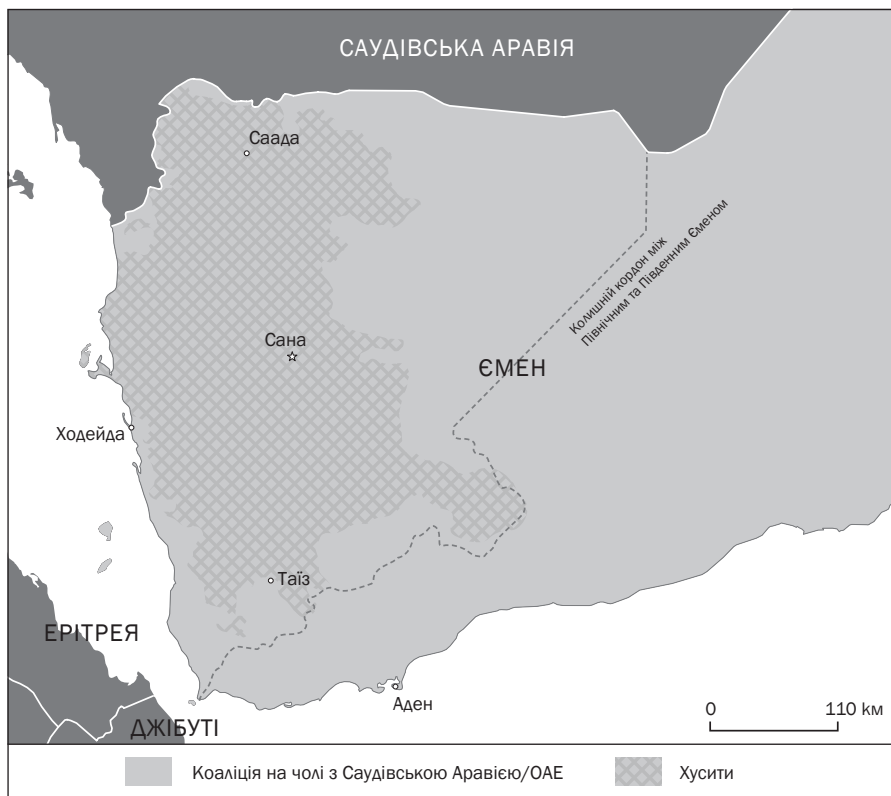 САУДІВСЬКА АРАВІЯ
Саада
Колишній кордон між
Північним та Південним Єменом
Сана
ЄМЕН
Ходейда
Таїз
ЕРІТРЕЯ
Аден
0 110 км
ДЖІБУТІ
Коаліція на чолі з Саудівською Аравією/ОАЕ
Хусити